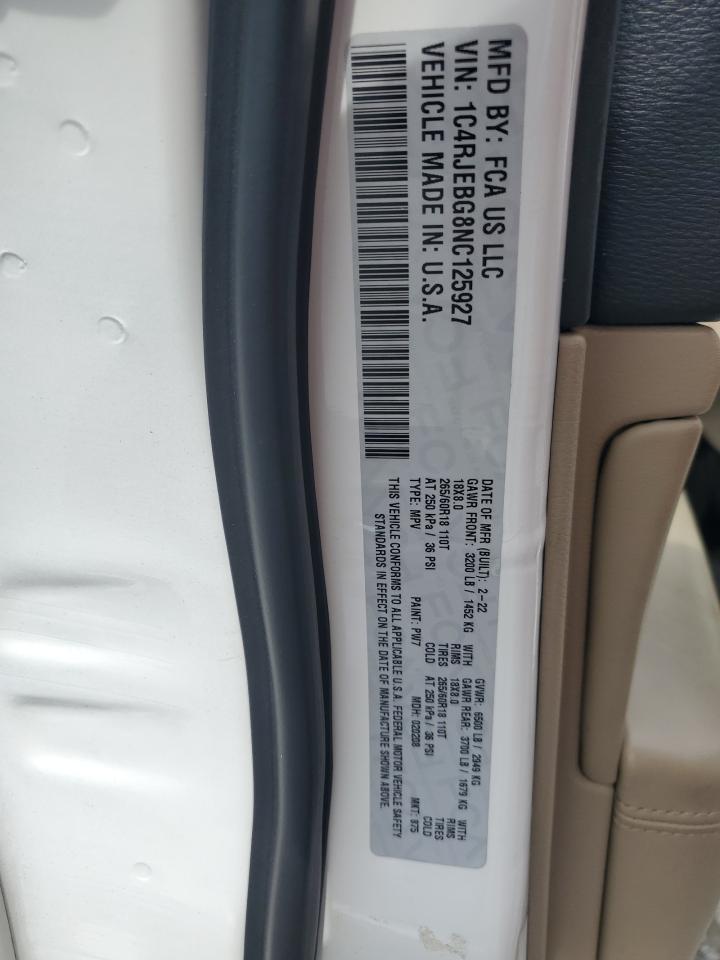 MFD BY: FCA US LLC
VIN: 1C4RJEBG8NC125927
VEHICLE MADE IN: U.S.A.
DATE OF MFR (BUILT): 2-22 GVWR: 6500 LB / 2949 KG
GAWR FRONT: 3200 LB / 1452 KG WITH GAWR REAR: 3700 LB / 1679 KG WITH
18X8.0 RIMS 18X8.0 RIMS
265/60R18 110T TIRES 265/60R18 110T TIRES
AT 250 kPa / 36 PSI COLD AT 250 kPa / 36 PSI COLD
TYPE: MPV PAINT: PW7 MDH: 020208 MKT: 875
THIS VEHICLE CONFORMS TO ALL APPLICABLE U.S.A. FEDERAL MOTOR VEHICLE SAFETY
STANDARDS IN EFFECT ON THE DATE OF MANUFACTURE SHOWN ABOVE.